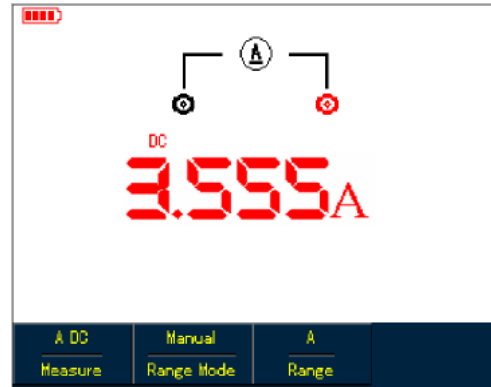 A
DC
3.555A
A DC Manual A
Measure Range Mode Range